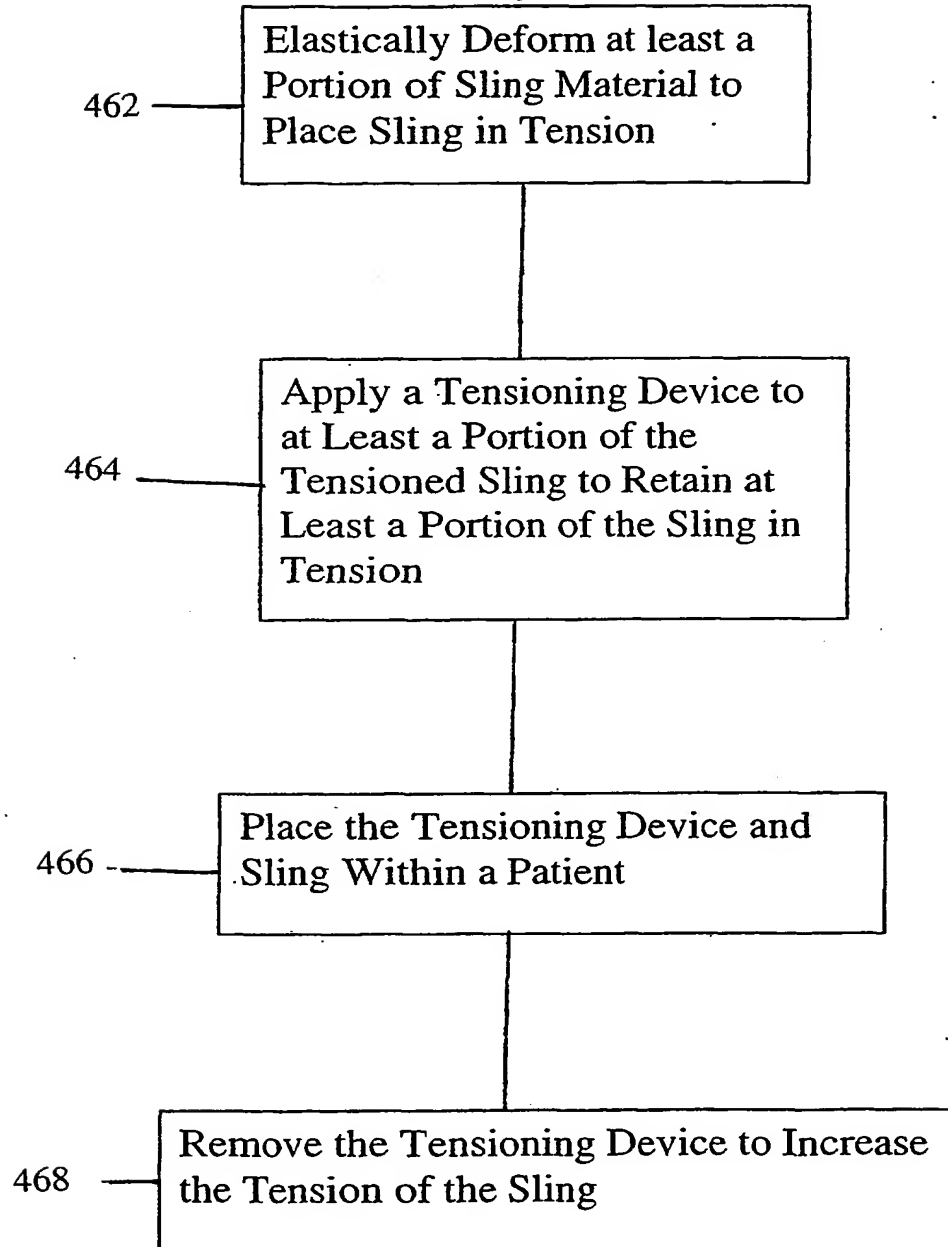 462
Elastically Deform at least a
Portion of Sling Material to
Place Sling in Tension
464
Apply a Tensioning Device to
at Least a Portion of the
Tensioned Sling to Retain at
Least a Portion of the Sling in
Tension
466
Place the Tensioning Device and
Sling Within a Patient
468
Remove the Tensioning Device to Increase
the Tension of the Sling